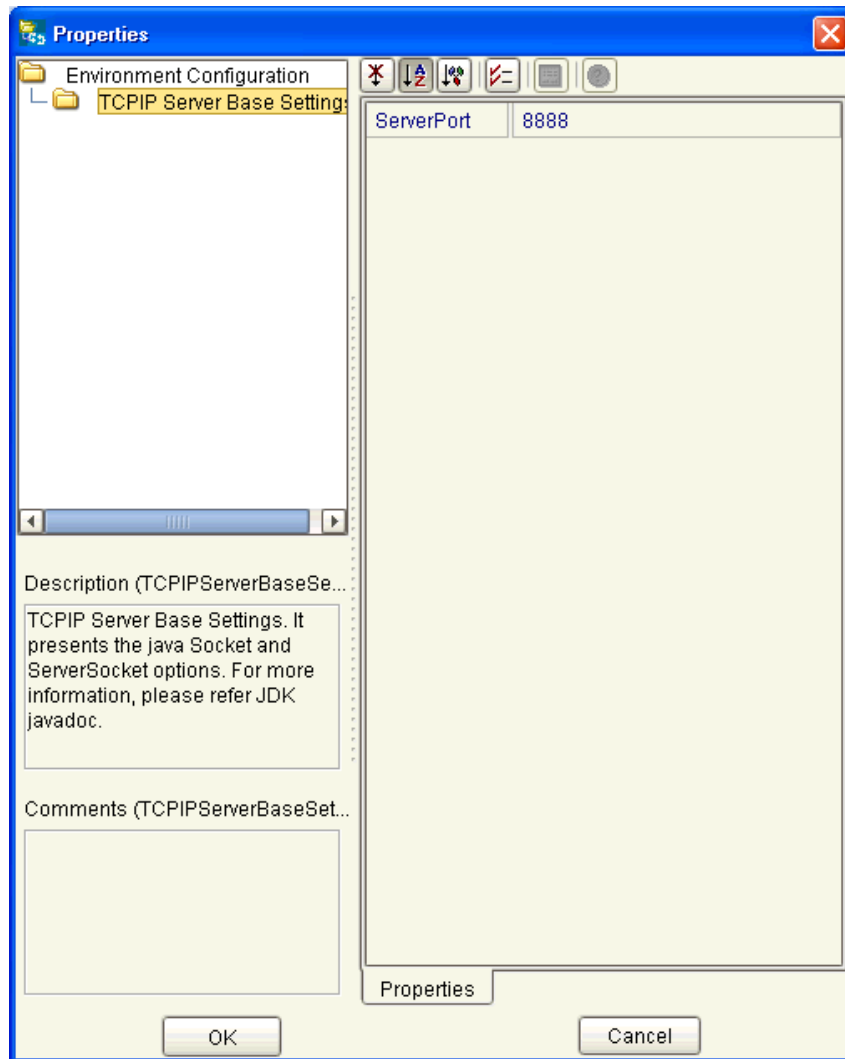 Properties
Environment Configuration
TCPIP Server Base Settings
ServerPort 8888
Description (TCPIPServerBaseSe...
TCPIP Server Base Settings. It
presents the java Socket and
ServerSocket options. For more
information, please refer JDK
javadoc.
Comments (TCPIPServerBaseSet...
Properties
OK
Cancel